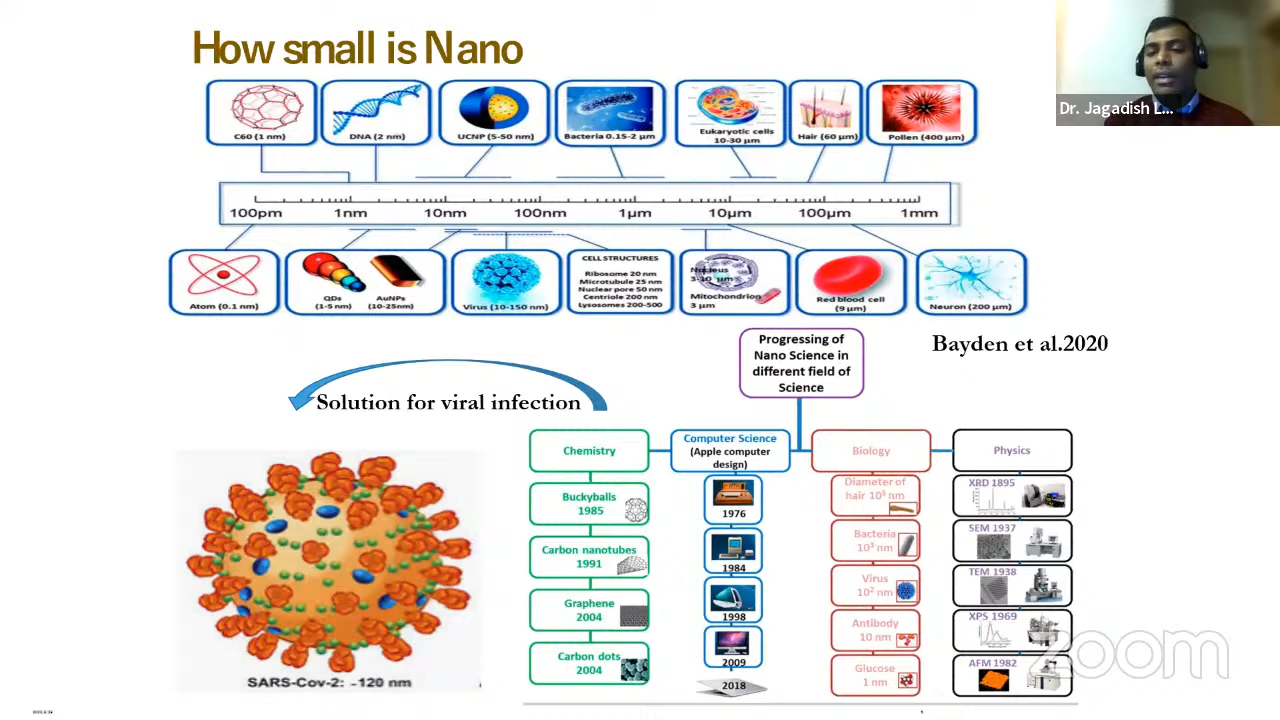 How small is Nano
Dr. Jagadish L...
C60 (1 nm)
DNA (2 nm)
UCNP (5-50 nm)
Bacteria 0.15-2 µm
Eukaryotic cells
10-30 µm
Hair (60 µm)
Pollen (400 µm)
100pm
1nm
10nm
100nm
1µm
10µm
100µm
1mm
Atom (0.1 nm)
QDs
(1-5 nm)
AuNPs
(10-25nm)
Virus (10-150 nm)
CELL STRUCTURES
Ribosome 20 nm
Microtubule 25 nm
Nuclear pore 50 nm
Centriole 200 nm
Lysosomes 200-500
Nucleus
3-10 µm
Mitochondrion
3 µm
Red blood cell
(9 µm)
Neuron (200 µm)
Bayden et al.2020
Progressing of
Nano Science in
different field of
Science
Solution for viral infection
SARS-Cov-2: ~120 nm
Chemistry
Buckyballs
1985
Carbon nanotubes
1991
Graphene
2004
Carbon dots
2004
Computer Science
(Apple computer
design)
1976
1984
1998
2009
2018
Biology
Diameter of
hair 10⁵ nm
Bacteria
10³ nm
Virus
10² nm
Antibody
10 nm
Glucose
1 nm
Physics
XRD 1895
SEM 1937
TEM 1938
XPS 1969
AFM 1982
zoom